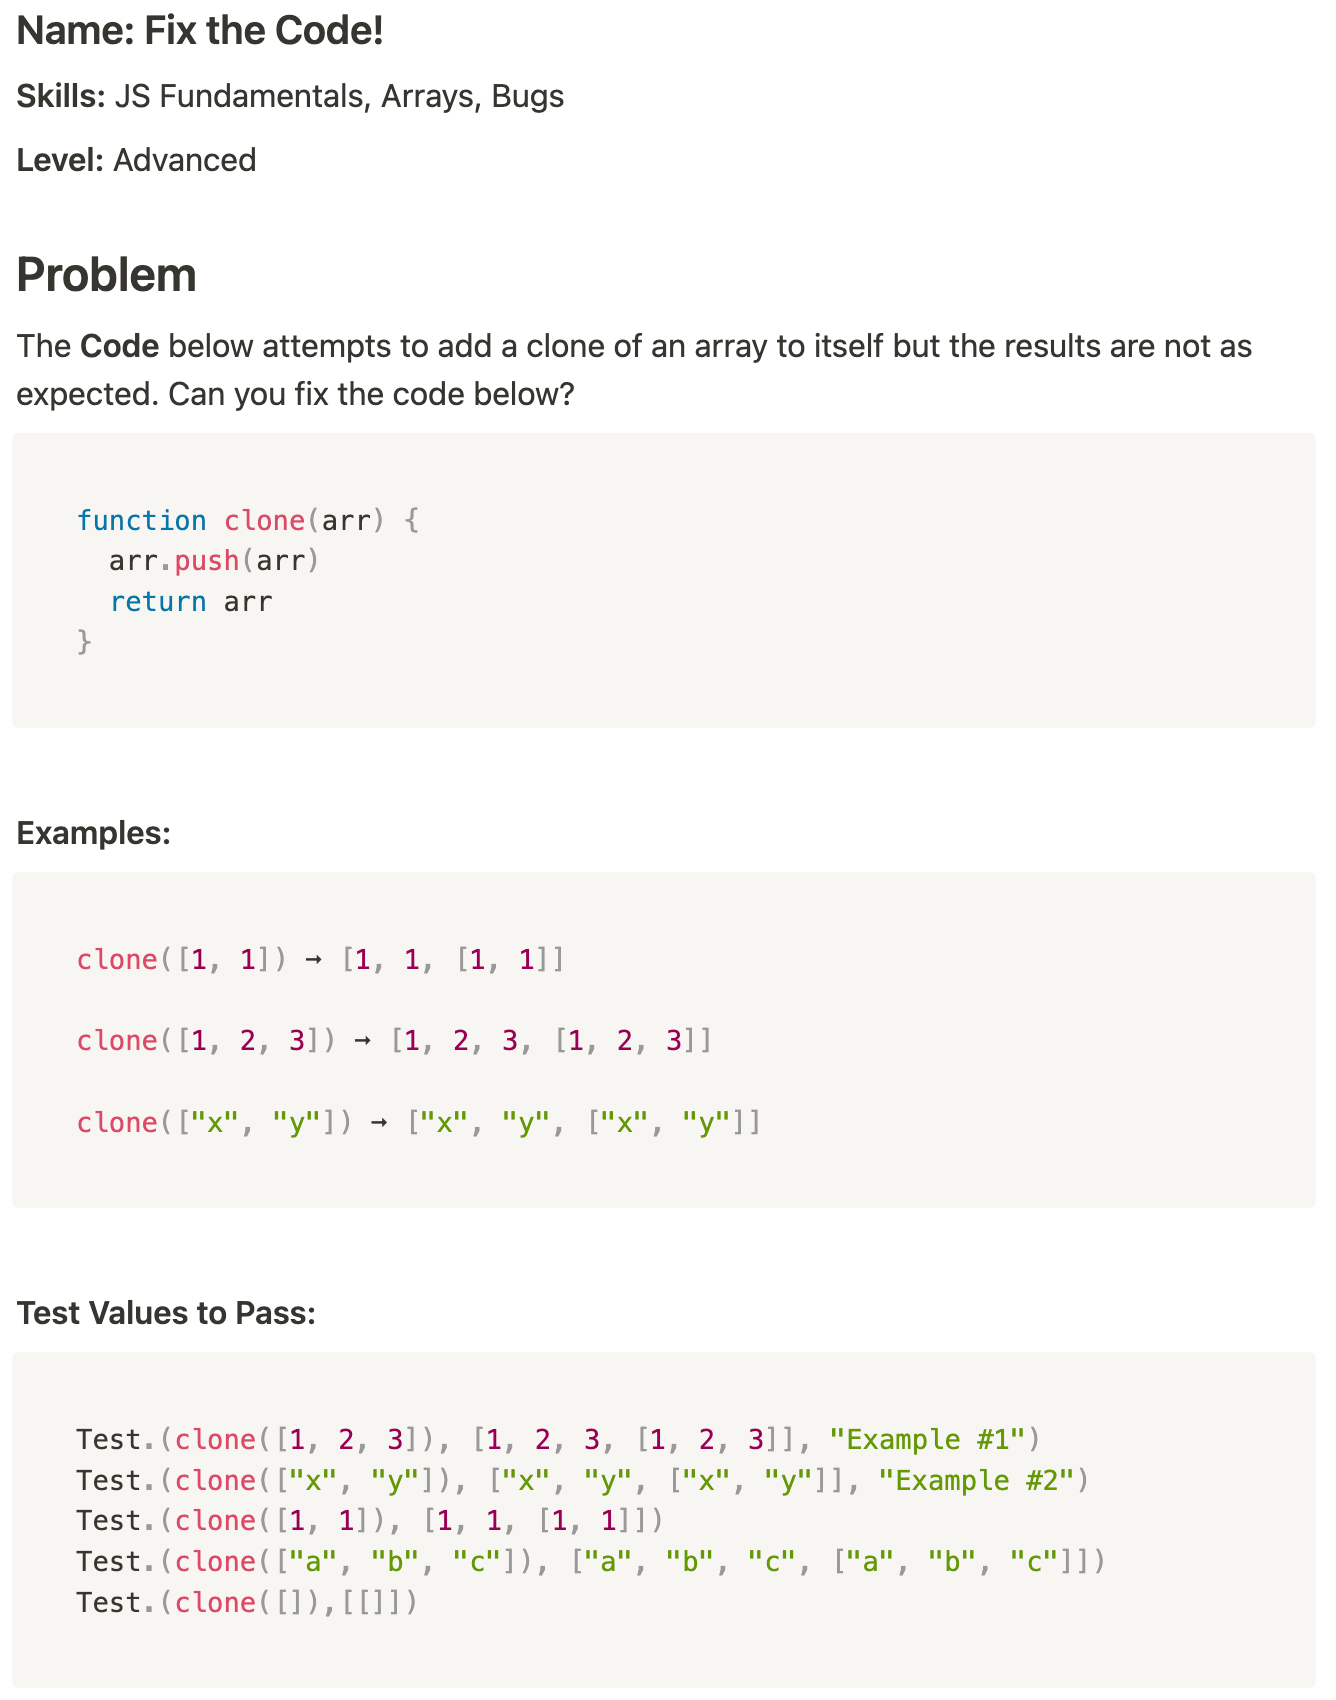 Name: Fix the Code!
Skills: JS Fundamentals, Arrays, Bugs
Level: Advanced
Problem
The Code below attempts to add a clone of an array to itself but the results are not as
expected. Can you fix the code below?
function clone(arr) {
  arr.push(arr)
  return arr
}
Examples:
clone([1, 1]) → [1, 1, [1, 1]]
clone([1, 2, 3]) → [1, 2, 3, [1, 2, 3]]
clone(["x", "y"]) → ["x", "y", ["x", "y"]]
Test Values to Pass:
Test.(clone([1, 2, 3]), [1, 2, 3, [1, 2, 3]], "Example #1")
Test.(clone(["x", "y"]), ["x", "y", ["x", "y"]], "Example #2")
Test.(clone([1, 1]), [1, 1, [1, 1]])
Test.(clone(["a", "b", "c"]), ["a", "b", "c", ["a", "b", "c"]])
Test.(clone([]),[[]])